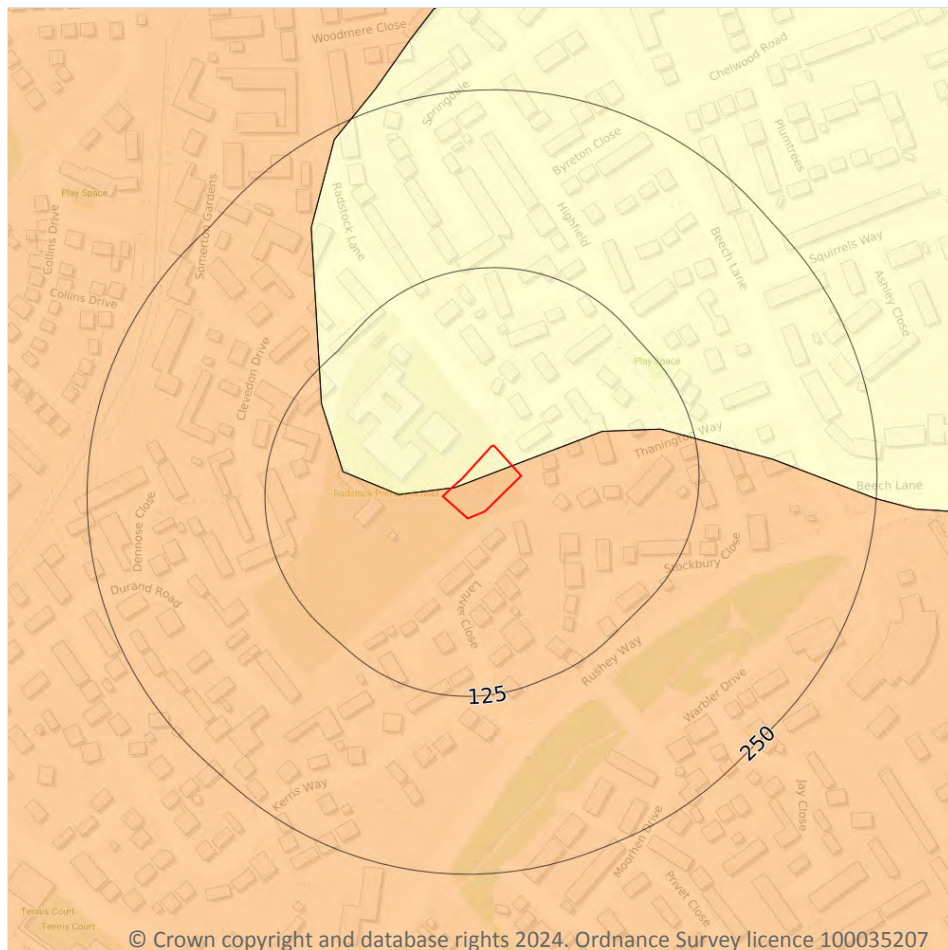 Woodmere Close
Chelwood Road
Springdale
Plumtrees
Byreton Close
Play Space
Somerton Gardens
Radstock Lane
Highfield
Collins Drive
Beech Lane
Squirrels Way
Collins Drive
Ashley Close
Clevedon Drive
Play Space
Thanington Way
Beech Lane
Dennose Close
Stockbury Close
Durand Road
Lanver Close
Rushey Way
125
Warbler Drive
250
Kerris Way
Jay Close
Moorhen Drive
Privet Close
Tennis Court
Tennis Court
© Crown copyright and database rights 2024. Ordnance Survey licence 100035207